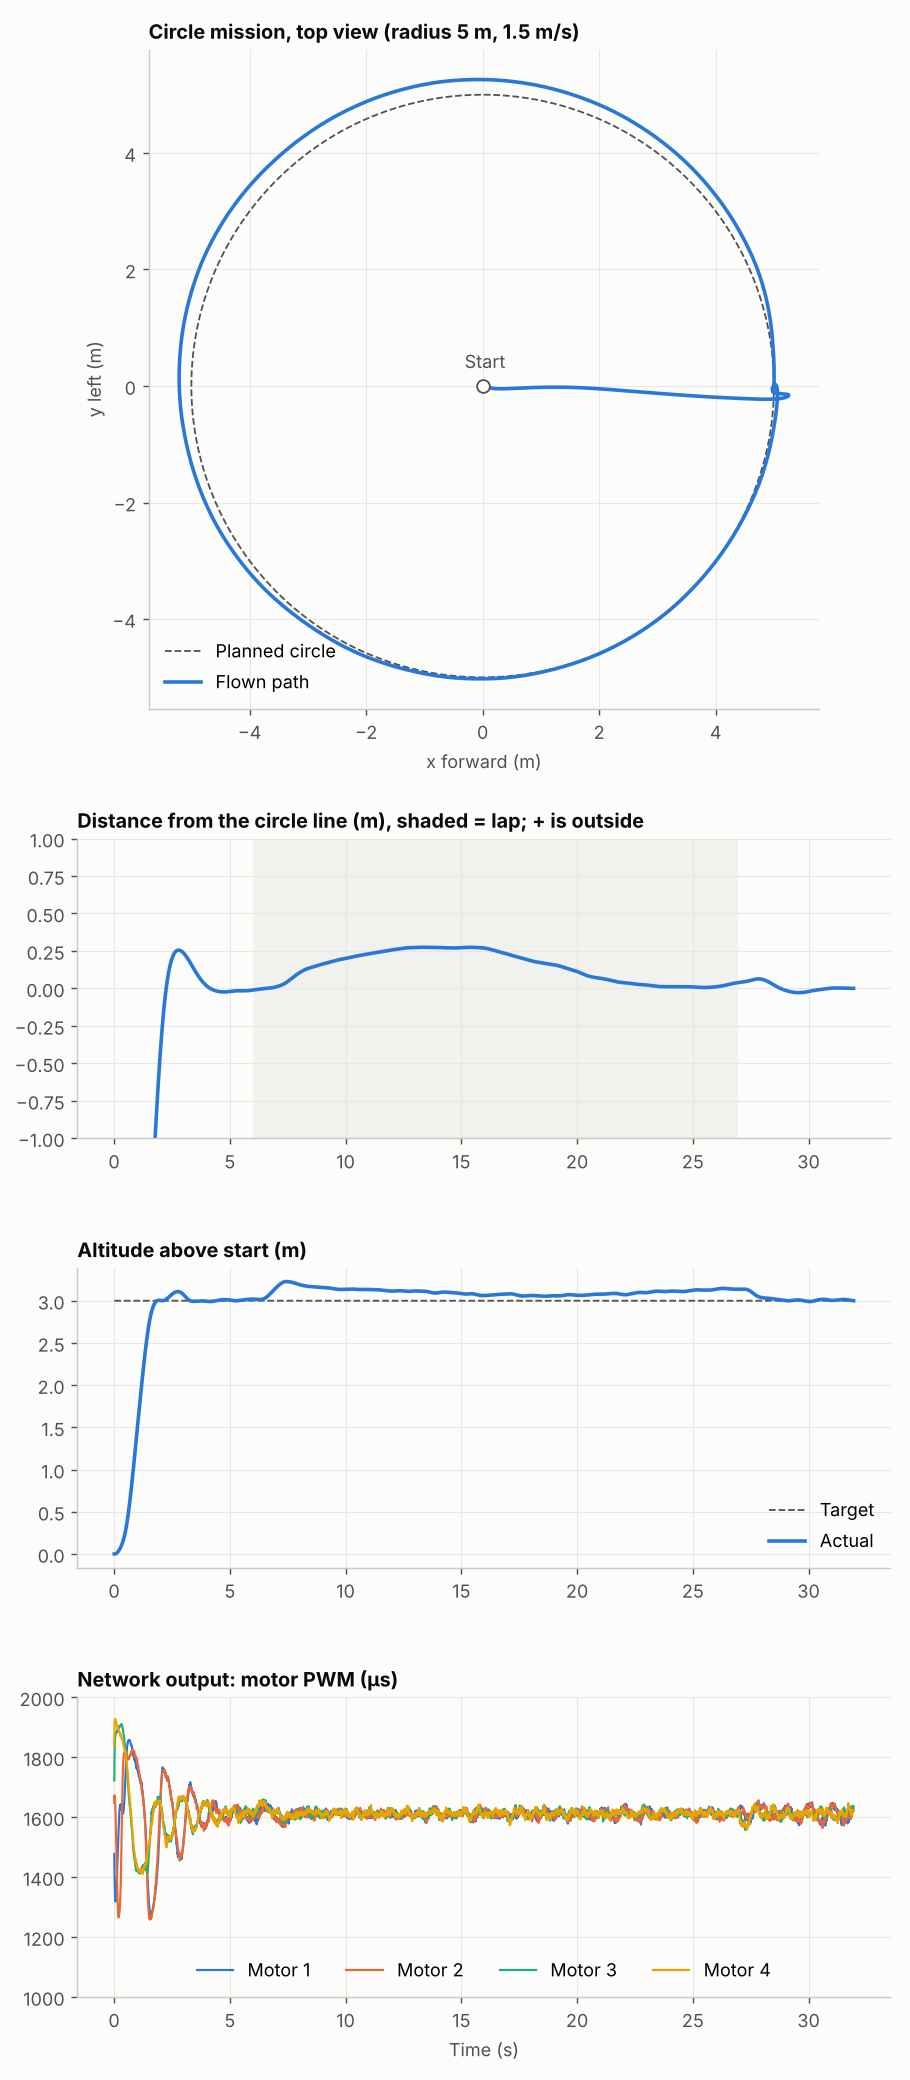 Circle mission, top view (radius 5 m, 1.5 m/s)
4
2
0
−2
−4
y left (m)
Start
Planned circle
Flown path
−4 −2 0 2 4
x forward (m)
Distance from the circle line (m), shaded = lap; + is outside
1.00
0.75
0.50
0.25
0.00
−0.25
−0.50
−0.75
−1.00
0 5 10 15 20 25 30
Altitude above start (m)
3.0
2.5
2.0
1.5
1.0
0.5
0.0
Target
Actual
0 5 10 15 20 25 30
Network output: motor PWM (µs)
2000
1800
1600
1400
1200
1000
Motor 1 Motor 2 Motor 3 Motor 4
0 5 10 15 20 25 30
Time (s)